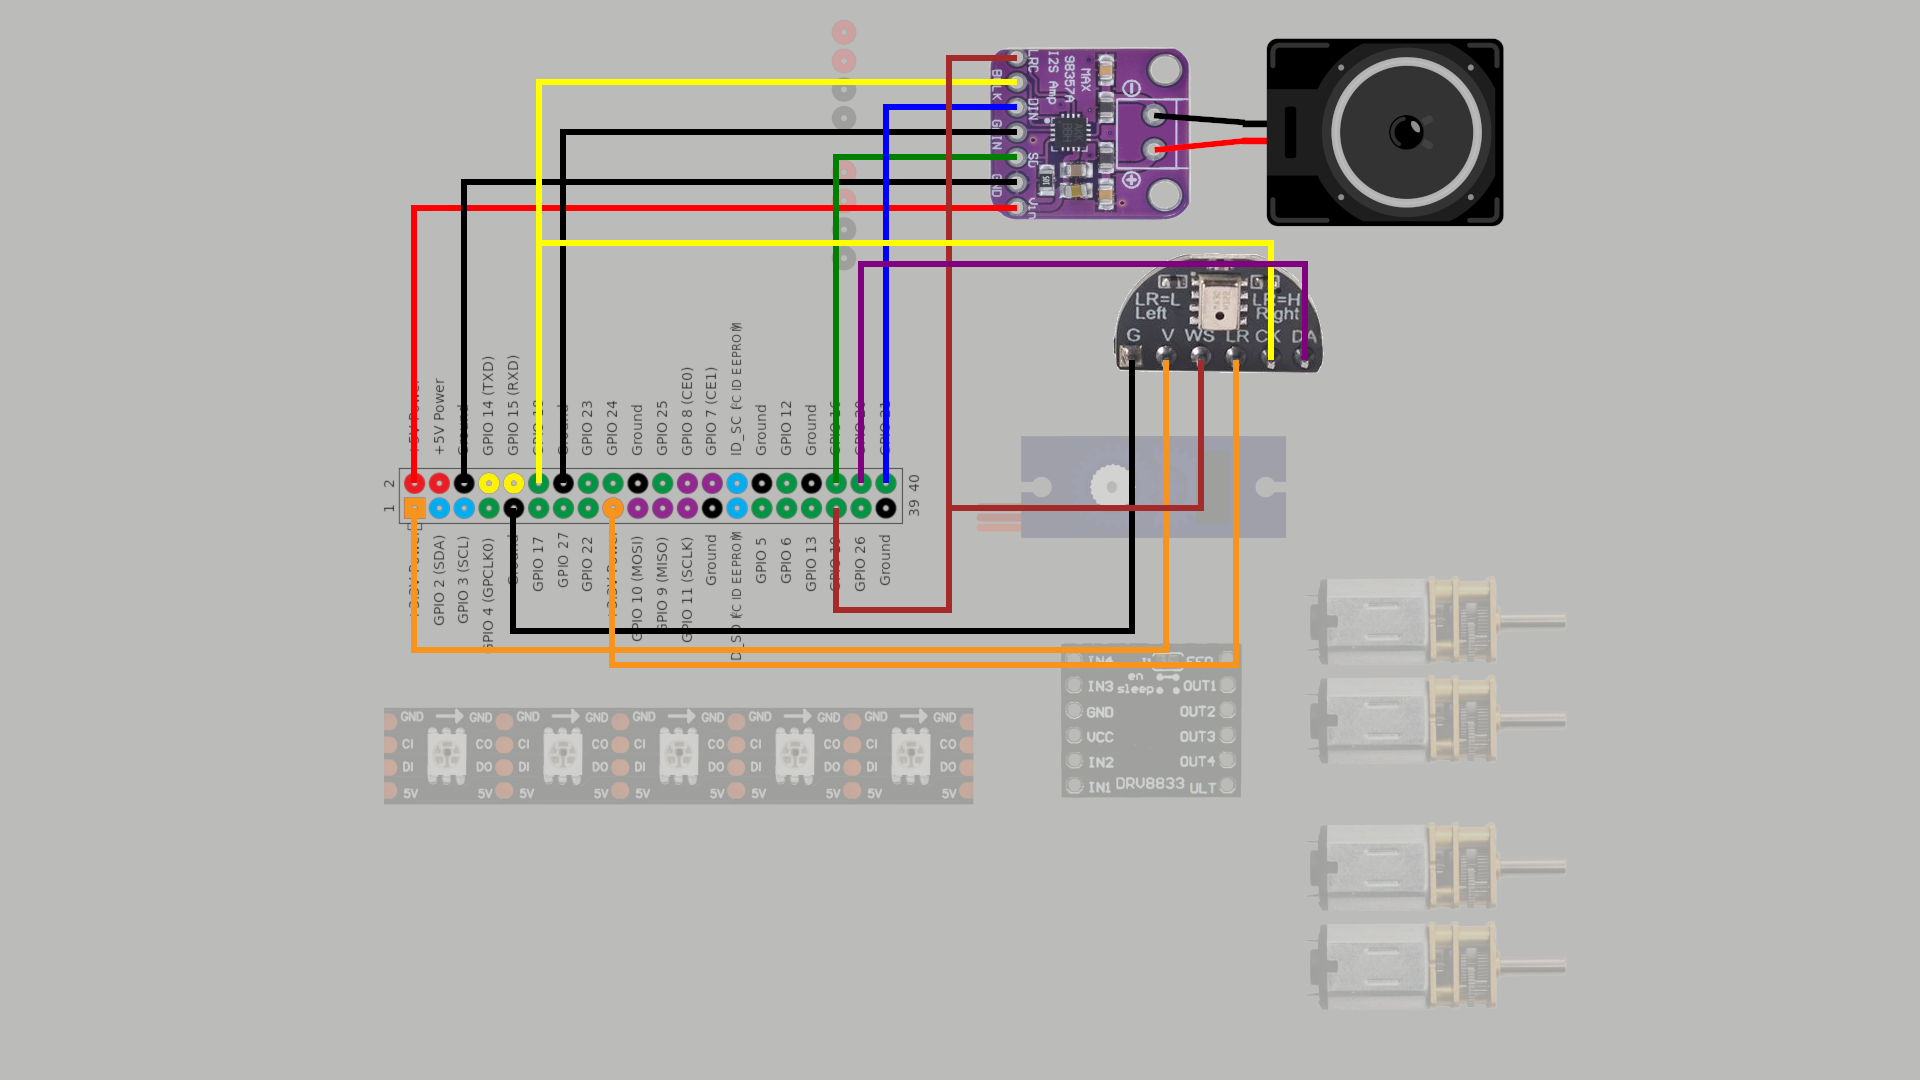 LRC
BCLK
DIN
GAIN
SD
GND
Vin
MAX
98357A
I2S Amp
105
LR=L
Left
LR=H
Right
G V WS LR CK DA
+5V Power
+5V Power
Ground
GPIO 14 (TXD)
GPIO 15 (RXD)
GPIO 18
Ground
GPIO 23
GPIO 24
Ground
GPIO 25
GPIO 8 (CE0)
GPIO 7 (CE1)
ID_SC I²C ID EEPROM
Ground
GPIO 12
Ground
GPIO 16
GPIO 20
GPIO 21
2
40
1
39
+3.3V Power
GPIO 2 (SDA)
GPIO 3 (SCL)
GPIO 4 (GPCLK0)
Ground
GPIO 17
GPIO 27
GPIO 22
+3.3V Power
GPIO 10 (MOSI)
GPIO 9 (MISO)
GPIO 11 (SCLK)
Ground
ID_SD I²C ID EEPROM
GPIO 5
GPIO 6
GPIO 13
GPIO 19
GPIO 26
Ground
IN4
IN3
GND
VCC
IN2
IN1
en
sleep
DRV8833
EEP
OUT1
OUT2
OUT3
OUT4
ULT
GND GND GND GND GND GND GND GND GND GND
CI CO CI CO CI CO CI CO CI CO
DI DO DI DO DI DO DI DO DI DO
5V 5V 5V 5V 5V 5V 5V 5V 5V 5V